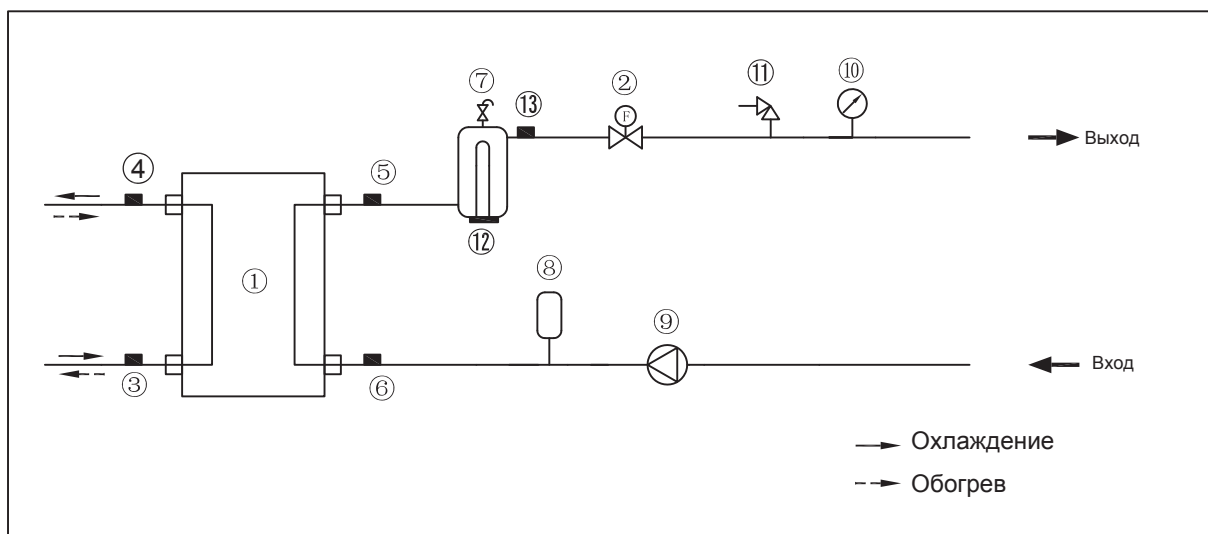 ⑦
⑬
②
⑪
⑩
F
Выход
④
⑤
⑫
①
⑧
⑨
③
⑥
Вход
Охлаждение
Обогрев